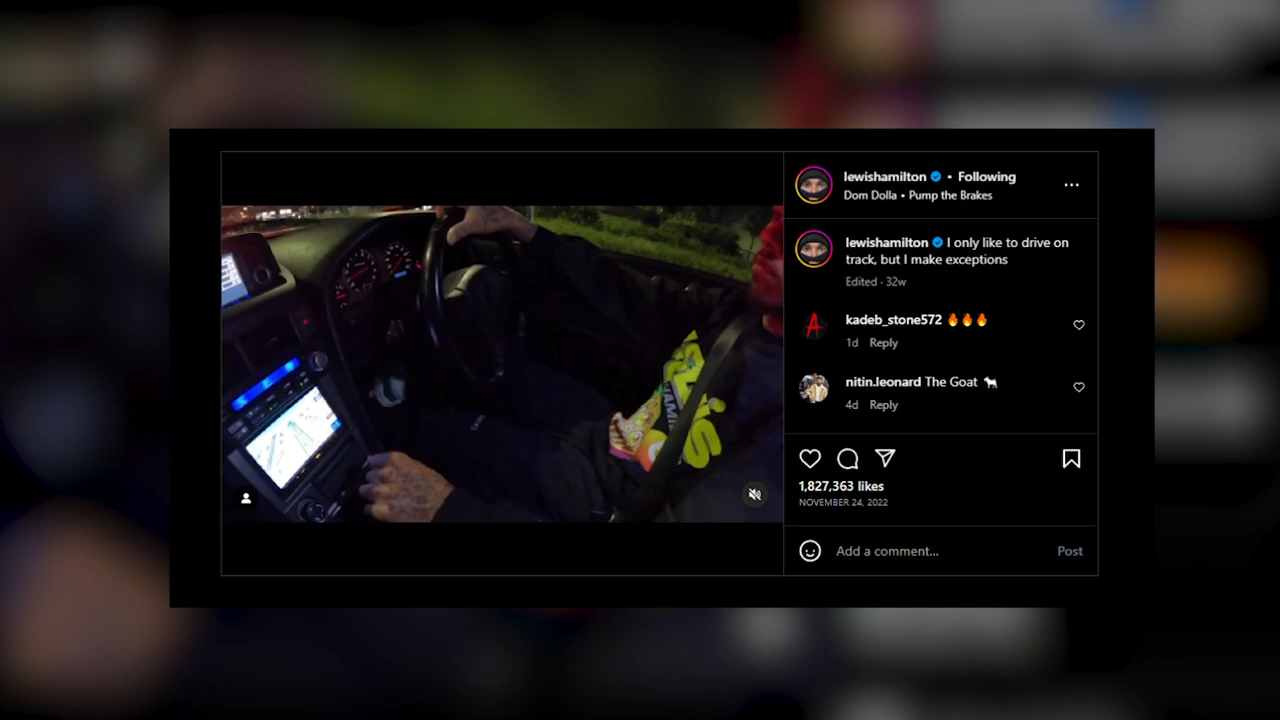 lewishamilton • Following
Dom Dolla • Pump the Brakes
lewishamilton I only like to drive on
track, but I make exceptions
Edited · 32w
kadeb_stone572 🔥🔥🔥
1d Reply
nitin.leonard The Goat 🐐
4d Reply
1,827,363 likes
NOVEMBER 24, 2022
Add a comment... Post